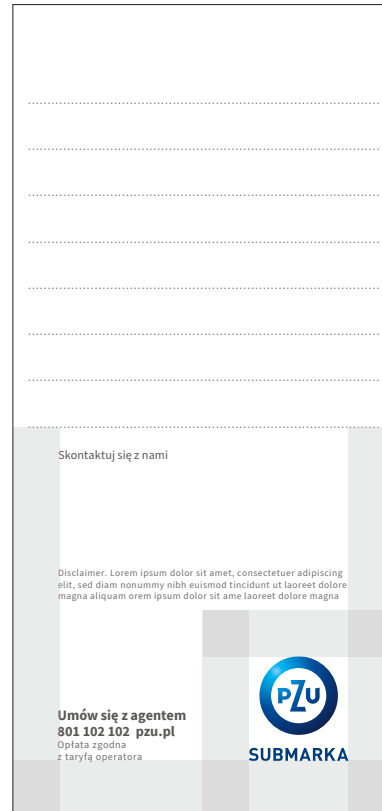 Skontaktuj się z nami
Disclaimer. Lorem ipsum dolor sit amet, consectetuer adipiscing
elit, sed diam nonummy nibh euismod tincidunt ut laoreet dolore
magna aliquam orem ipsum dolor sit ame laoreet dolore magna
Umów się z agentem
801 102 102 pzu.pl
Opłata zgodna
z taryfą operatora
PZU
SUBMARKA